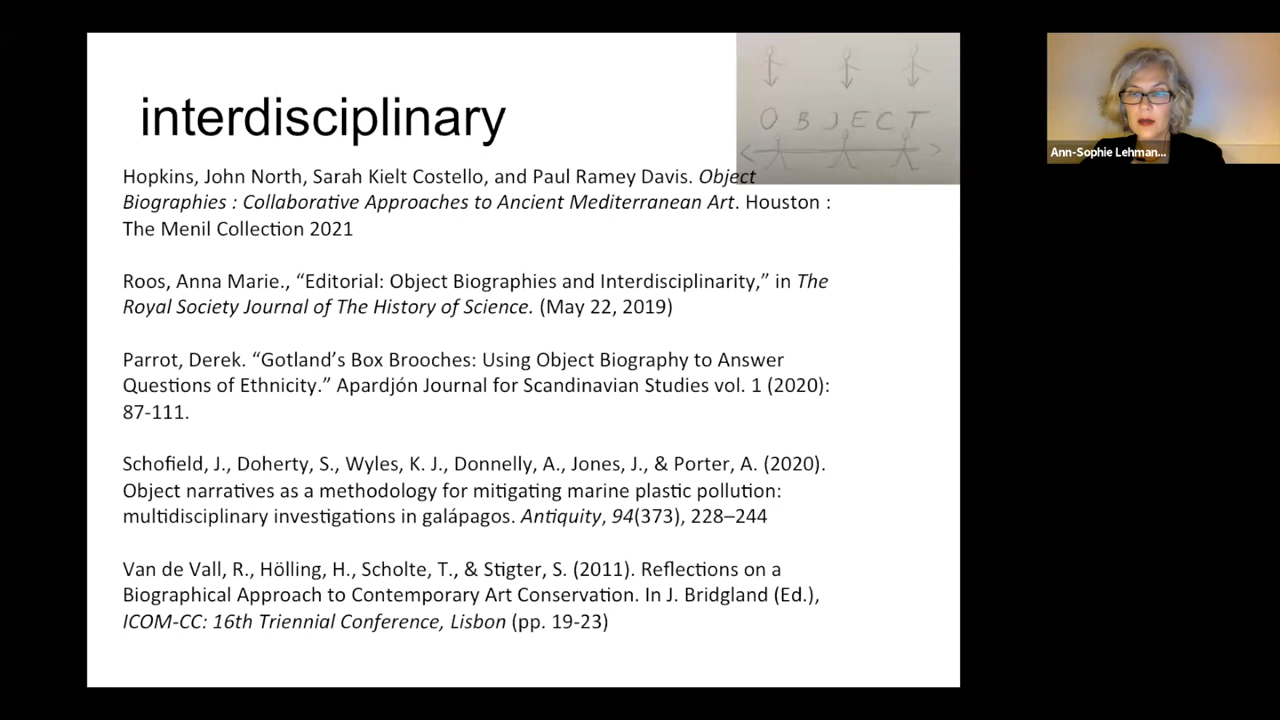 interdisciplinary
OBJECT
Hopkins, John North, Sarah Kielt Costello, and Paul Ramey Davis. Object
Biographies : Collaborative Approaches to Ancient Mediterranean Art. Houston :
The Menil Collection 2021
Roos, Anna Marie., “Editorial: Object Biographies and Interdisciplinarity,” in The
Royal Society Journal of The History of Science. (May 22, 2019)
Parrot, Derek. “Gotland’s Box Brooches: Using Object Biography to Answer
Questions of Ethnicity.” Apardjón Journal for Scandinavian Studies vol. 1 (2020):
87-111.
Schofield, J., Doherty, S., Wyles, K. J., Donnelly, A., Jones, J., & Porter, A. (2020).
Object narratives as a methodology for mitigating marine plastic pollution:
multidisciplinary investigations in galápagos. Antiquity, 94(373), 228–244
Van de Vall, R., Hölling, H., Scholte, T., & Stigter, S. (2011). Reflections on a
Biographical Approach to Contemporary Art Conservation. In J. Bridgland (Ed.),
ICOM-CC: 16th Triennial Conference, Lisbon (pp. 19-23)
Ann-Sophie Lehman...